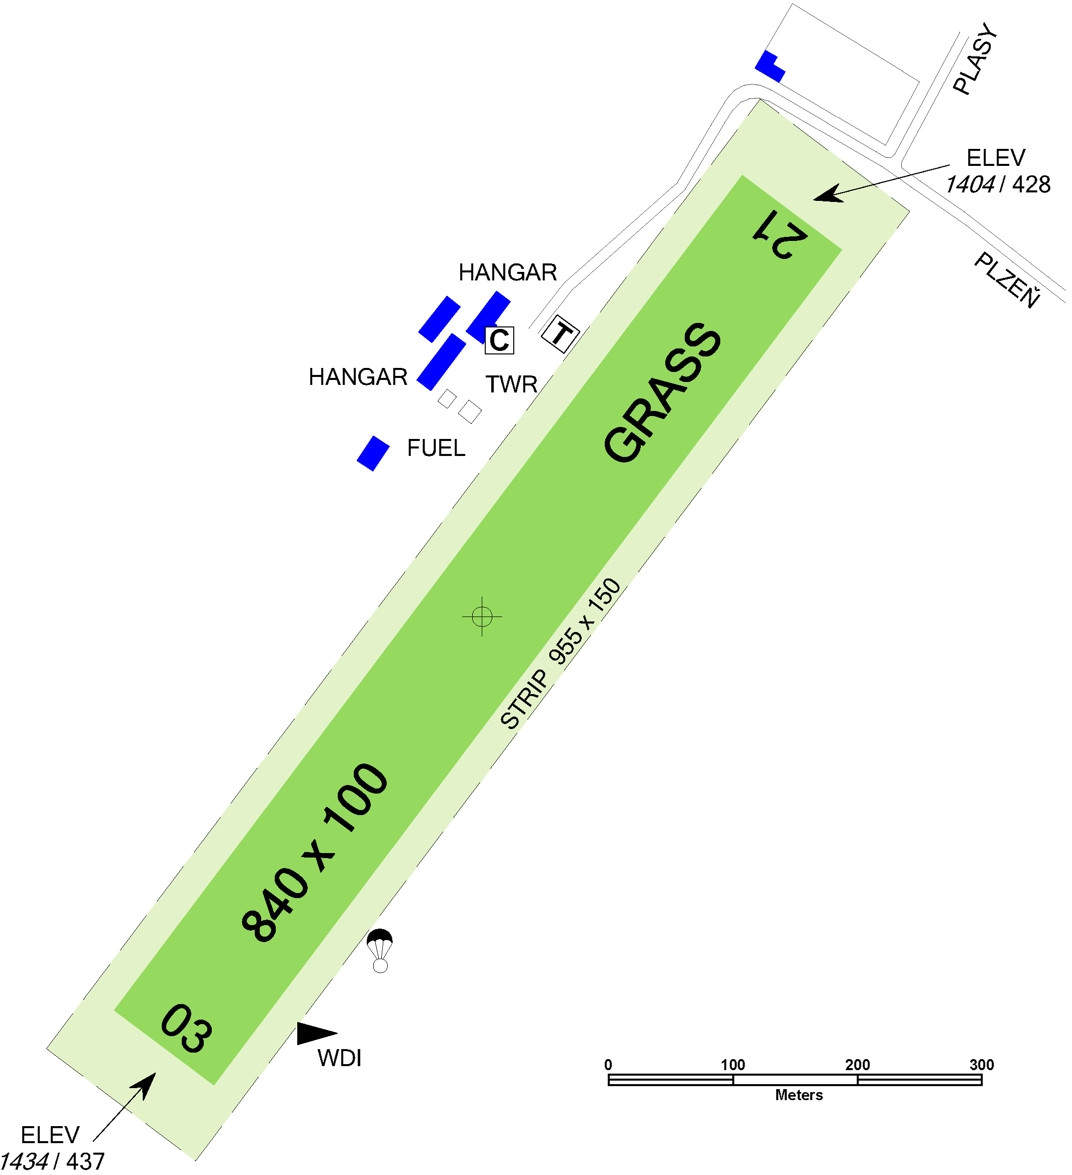 PLASY
ELEV
1404 / 428
21
PLZEŇ
HANGAR
C
T
HANGAR
TWR
GRASS
FUEL
STRIP 955 x 150
840 x 100
03
WDI
0 100 200 300
Meters
ELEV
1434 / 437